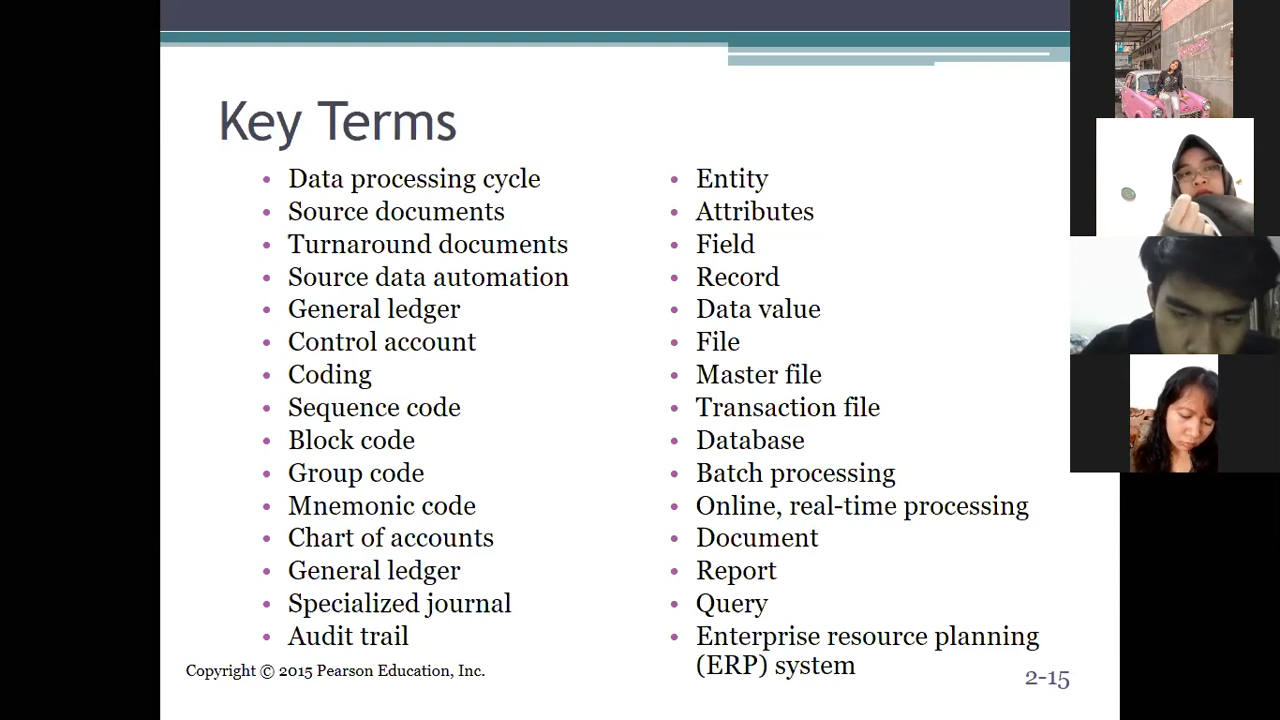 Key Terms
Data processing cycle
Source documents
Turnaround documents
Source data automation
General ledger
Control account
Coding
Sequence code
Block code
Group code
Mnemonic code
Chart of accounts
General ledger
Specialized journal
Audit trail
Entity
Attributes
Field
Record
Data value
File
Master file
Transaction file
Database
Batch processing
Online, real-time processing
Document
Report
Query
Enterprise resource planning
(ERP) system
Copyright © 2015 Pearson Education, Inc.
2-15